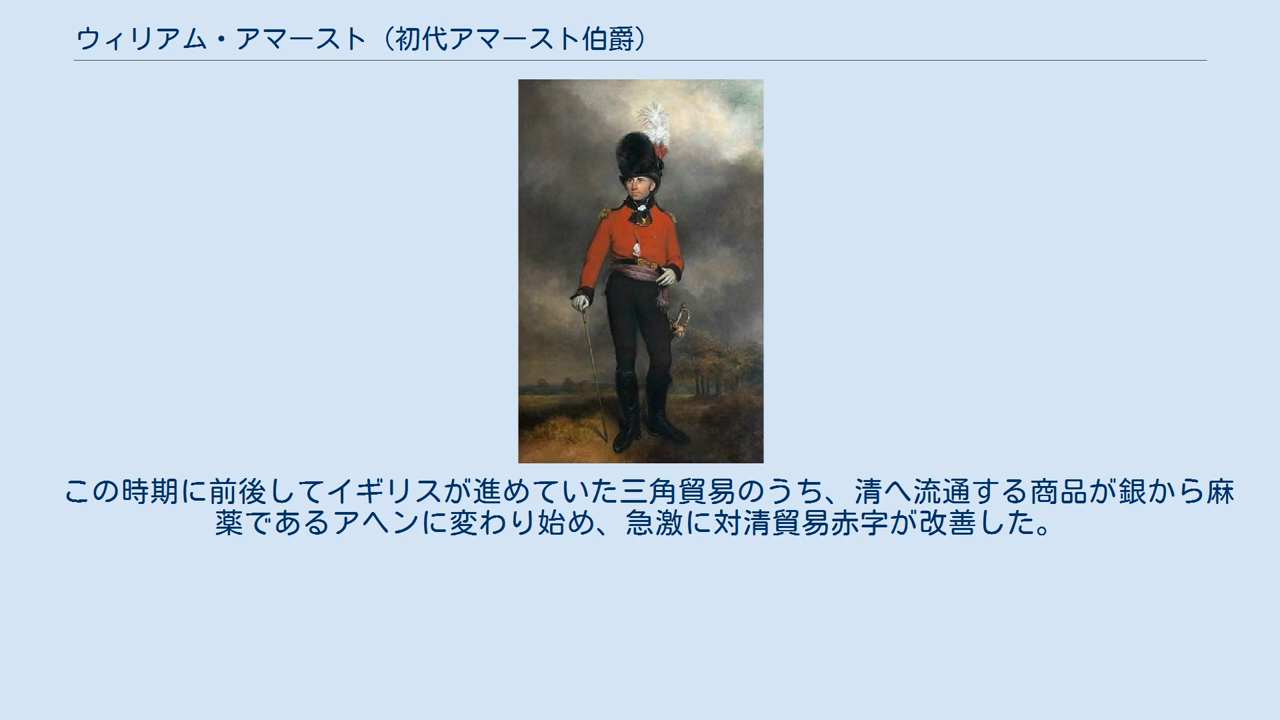 ウィリアム・アマースト（初代アマースト伯爵）
この時期に前後してイギリスが進めていた三角貿易のうち、清へ流通する商品が銀から麻
薬であるアヘンに変わり始め、急激に対清貿易赤字が改善した。